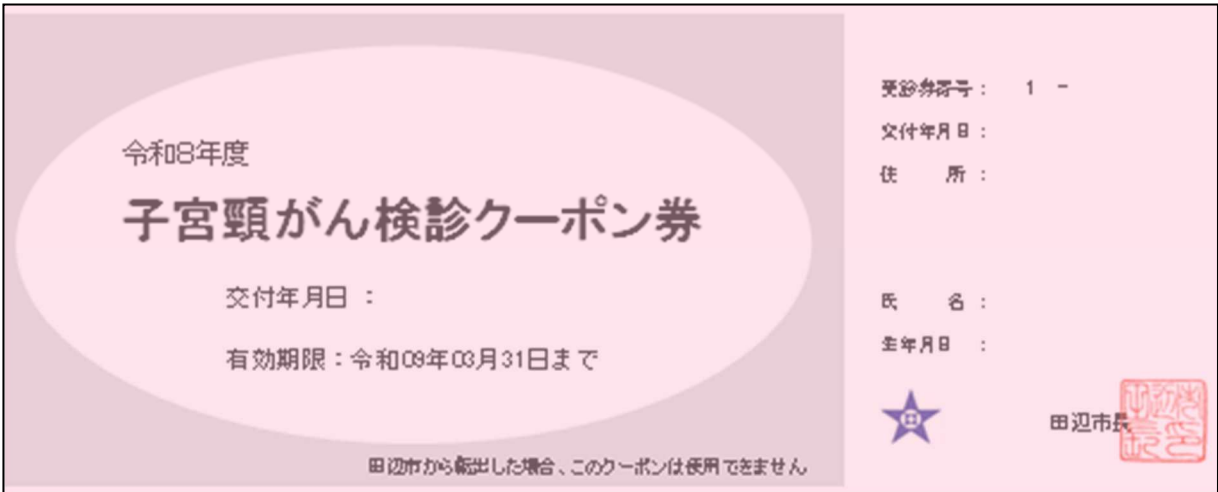 令和8年度
子宮頸がん検診クーポン券
交付年月日：
有効期限：令和09年03月31日まで
田辺市から転出した場合、このクーポンは使用できません
受診券番号： 1 -
交付年月日：
住 所：
氏 名：
生年月日 ：
田辺市長